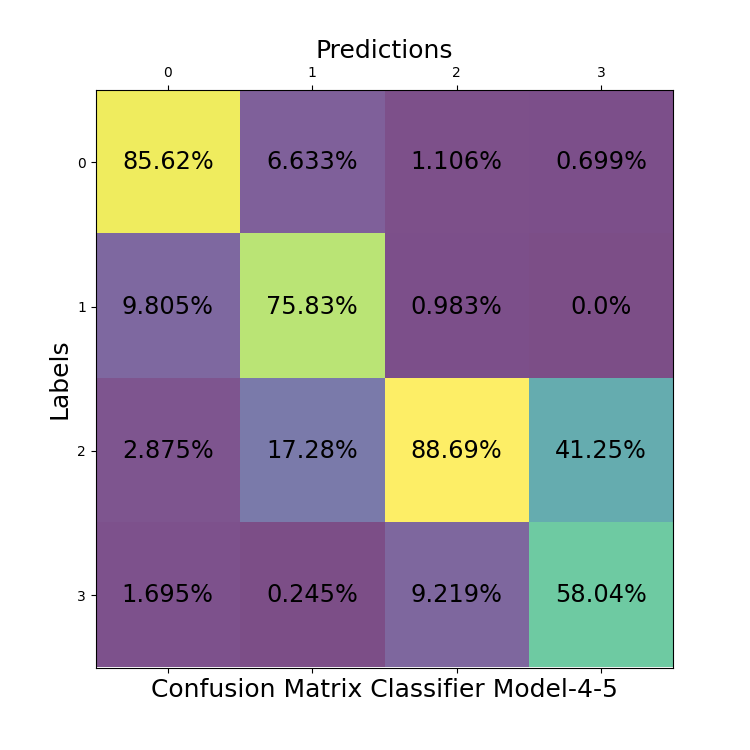 Predictions
0 1 2 3
0 85.62% 6.633% 1.106% 0.699%
1 9.805% 75.83% 0.983% 0.0%
Labels
2 2.875% 17.28% 88.69% 41.25%
3 1.695% 0.245% 9.219% 58.04%
Confusion Matrix Classifier Model-4-5